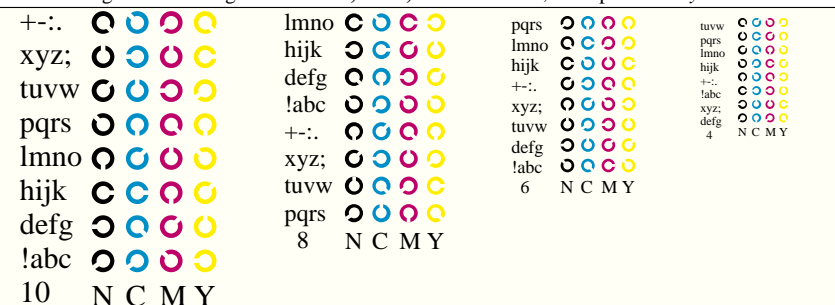 +-:.
xyz;
tuvw
pqrs
lmno
hijk
defg
!abc
10 N C M Y
lmno
hijk
defg
!abc
+-:.
xyz;
tuvw
pqrs
8 N C M Y
pqrs
lmno
hijk
+-:.
xyz;
tuvw
defg
!abc
6 N C M Y
tuvw
pqrs
lmno
hijk
+-:.
!abc
xyz;
defg
4 N C M Y